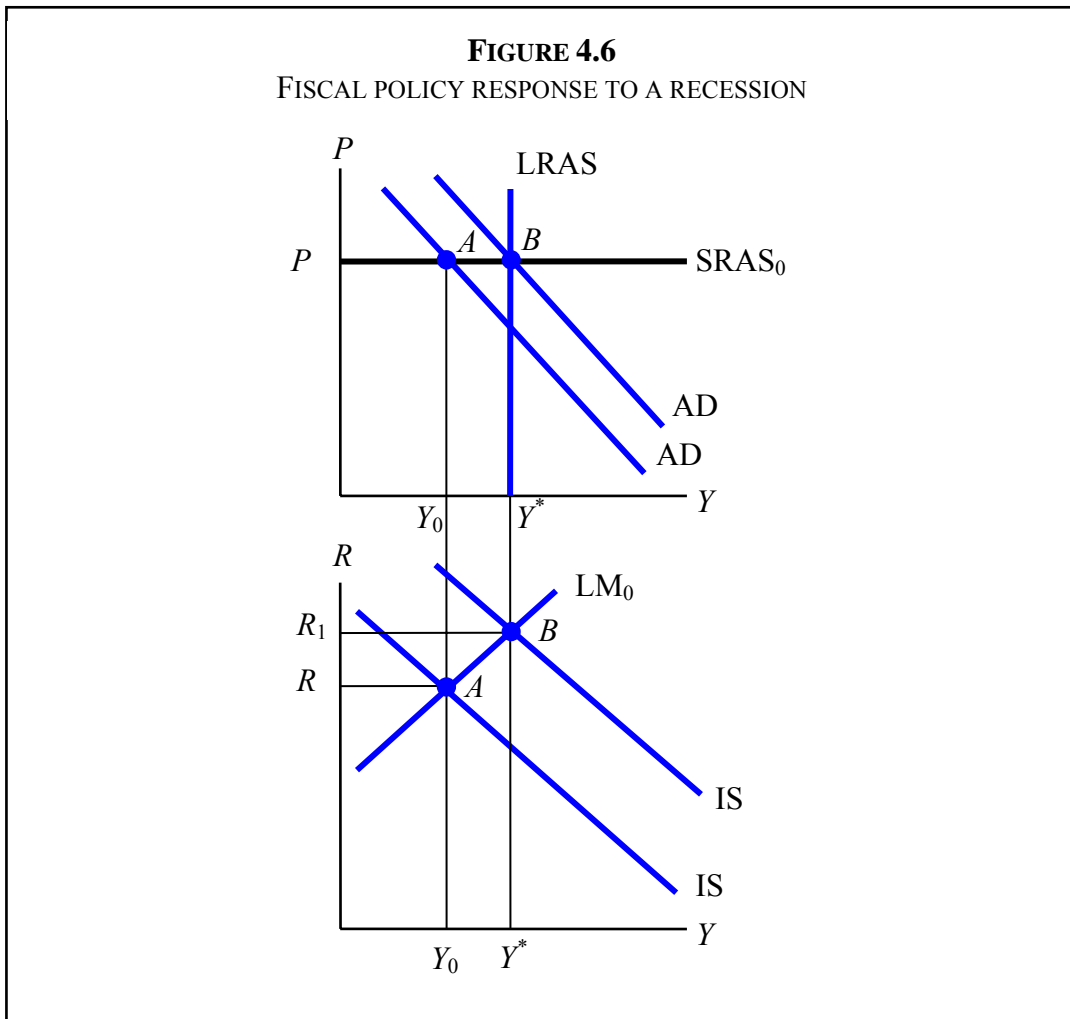 FIGURE 4.6
FISCAL POLICY RESPONSE TO A RECESSION
P
LRAS
A
B
P
SRAS₀
AD
AD
Y₀
Y*
Y
R
LM₀
R₁
B
R
A
IS
IS
Y
Y₀
Y*